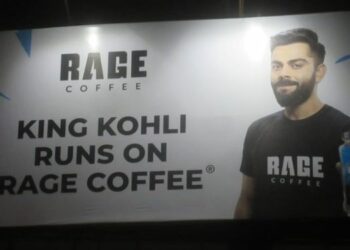 RAGE
COFFEE
KING KOHLI
RUNS ON
RAGE COFFEE®
RAGE
COFFEE